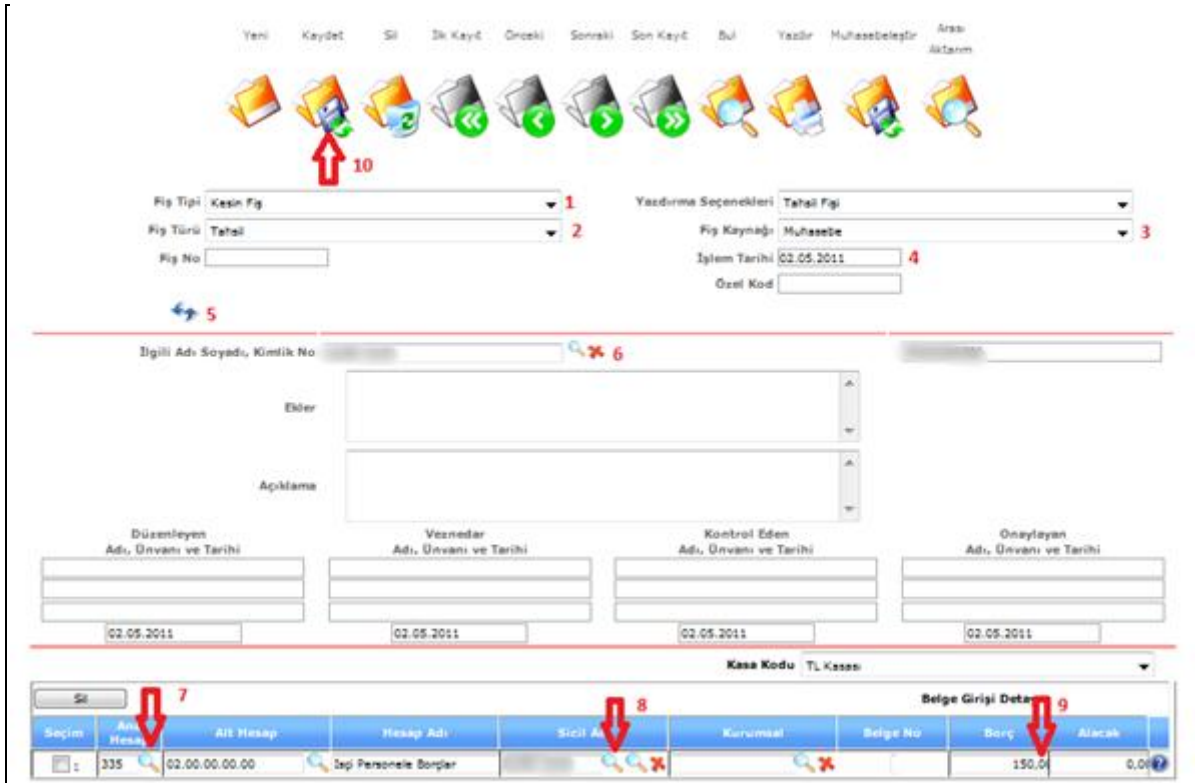 Yeni Kaydet Sil İlk Kayıt Önceki Sonraki Son Kayıt Bul Yazdır Muhasebeleştir Arası Aktarım
10
Fiş Tipi Kesin Fiş 1 Yazdırma Seçenekleri Tahsil Fişi
Fiş Türü Tahsil 2 Fiş Kaynağı Muhasebe 3
Fiş No İşlem Tarihi 02.05.2011 4
Özel Kod
5
İlgili Adı Soyadı, Kimlik No 6
Ekler
Açıklama
Düzenleyen Veznedar Kontrol Eden Onaylayan
Adı, Ünvanı ve Tarihi Adı, Ünvanı ve Tarihi Adı, Ünvanı ve Tarihi Adı, Ünvanı ve Tarihi
02.05.2011 02.05.2011 02.05.2011 02.05.2011
Kasa Kodu TL Kasası
Sil 7 8 Belge Girişi 9
Seçim Hesap Alt Hesap Hesap Adı Sicil Kurumsal Belge No Borç Alacak
: 335 02.00.00.00.00 İşçi Personele Borçlar 150,0 0,00